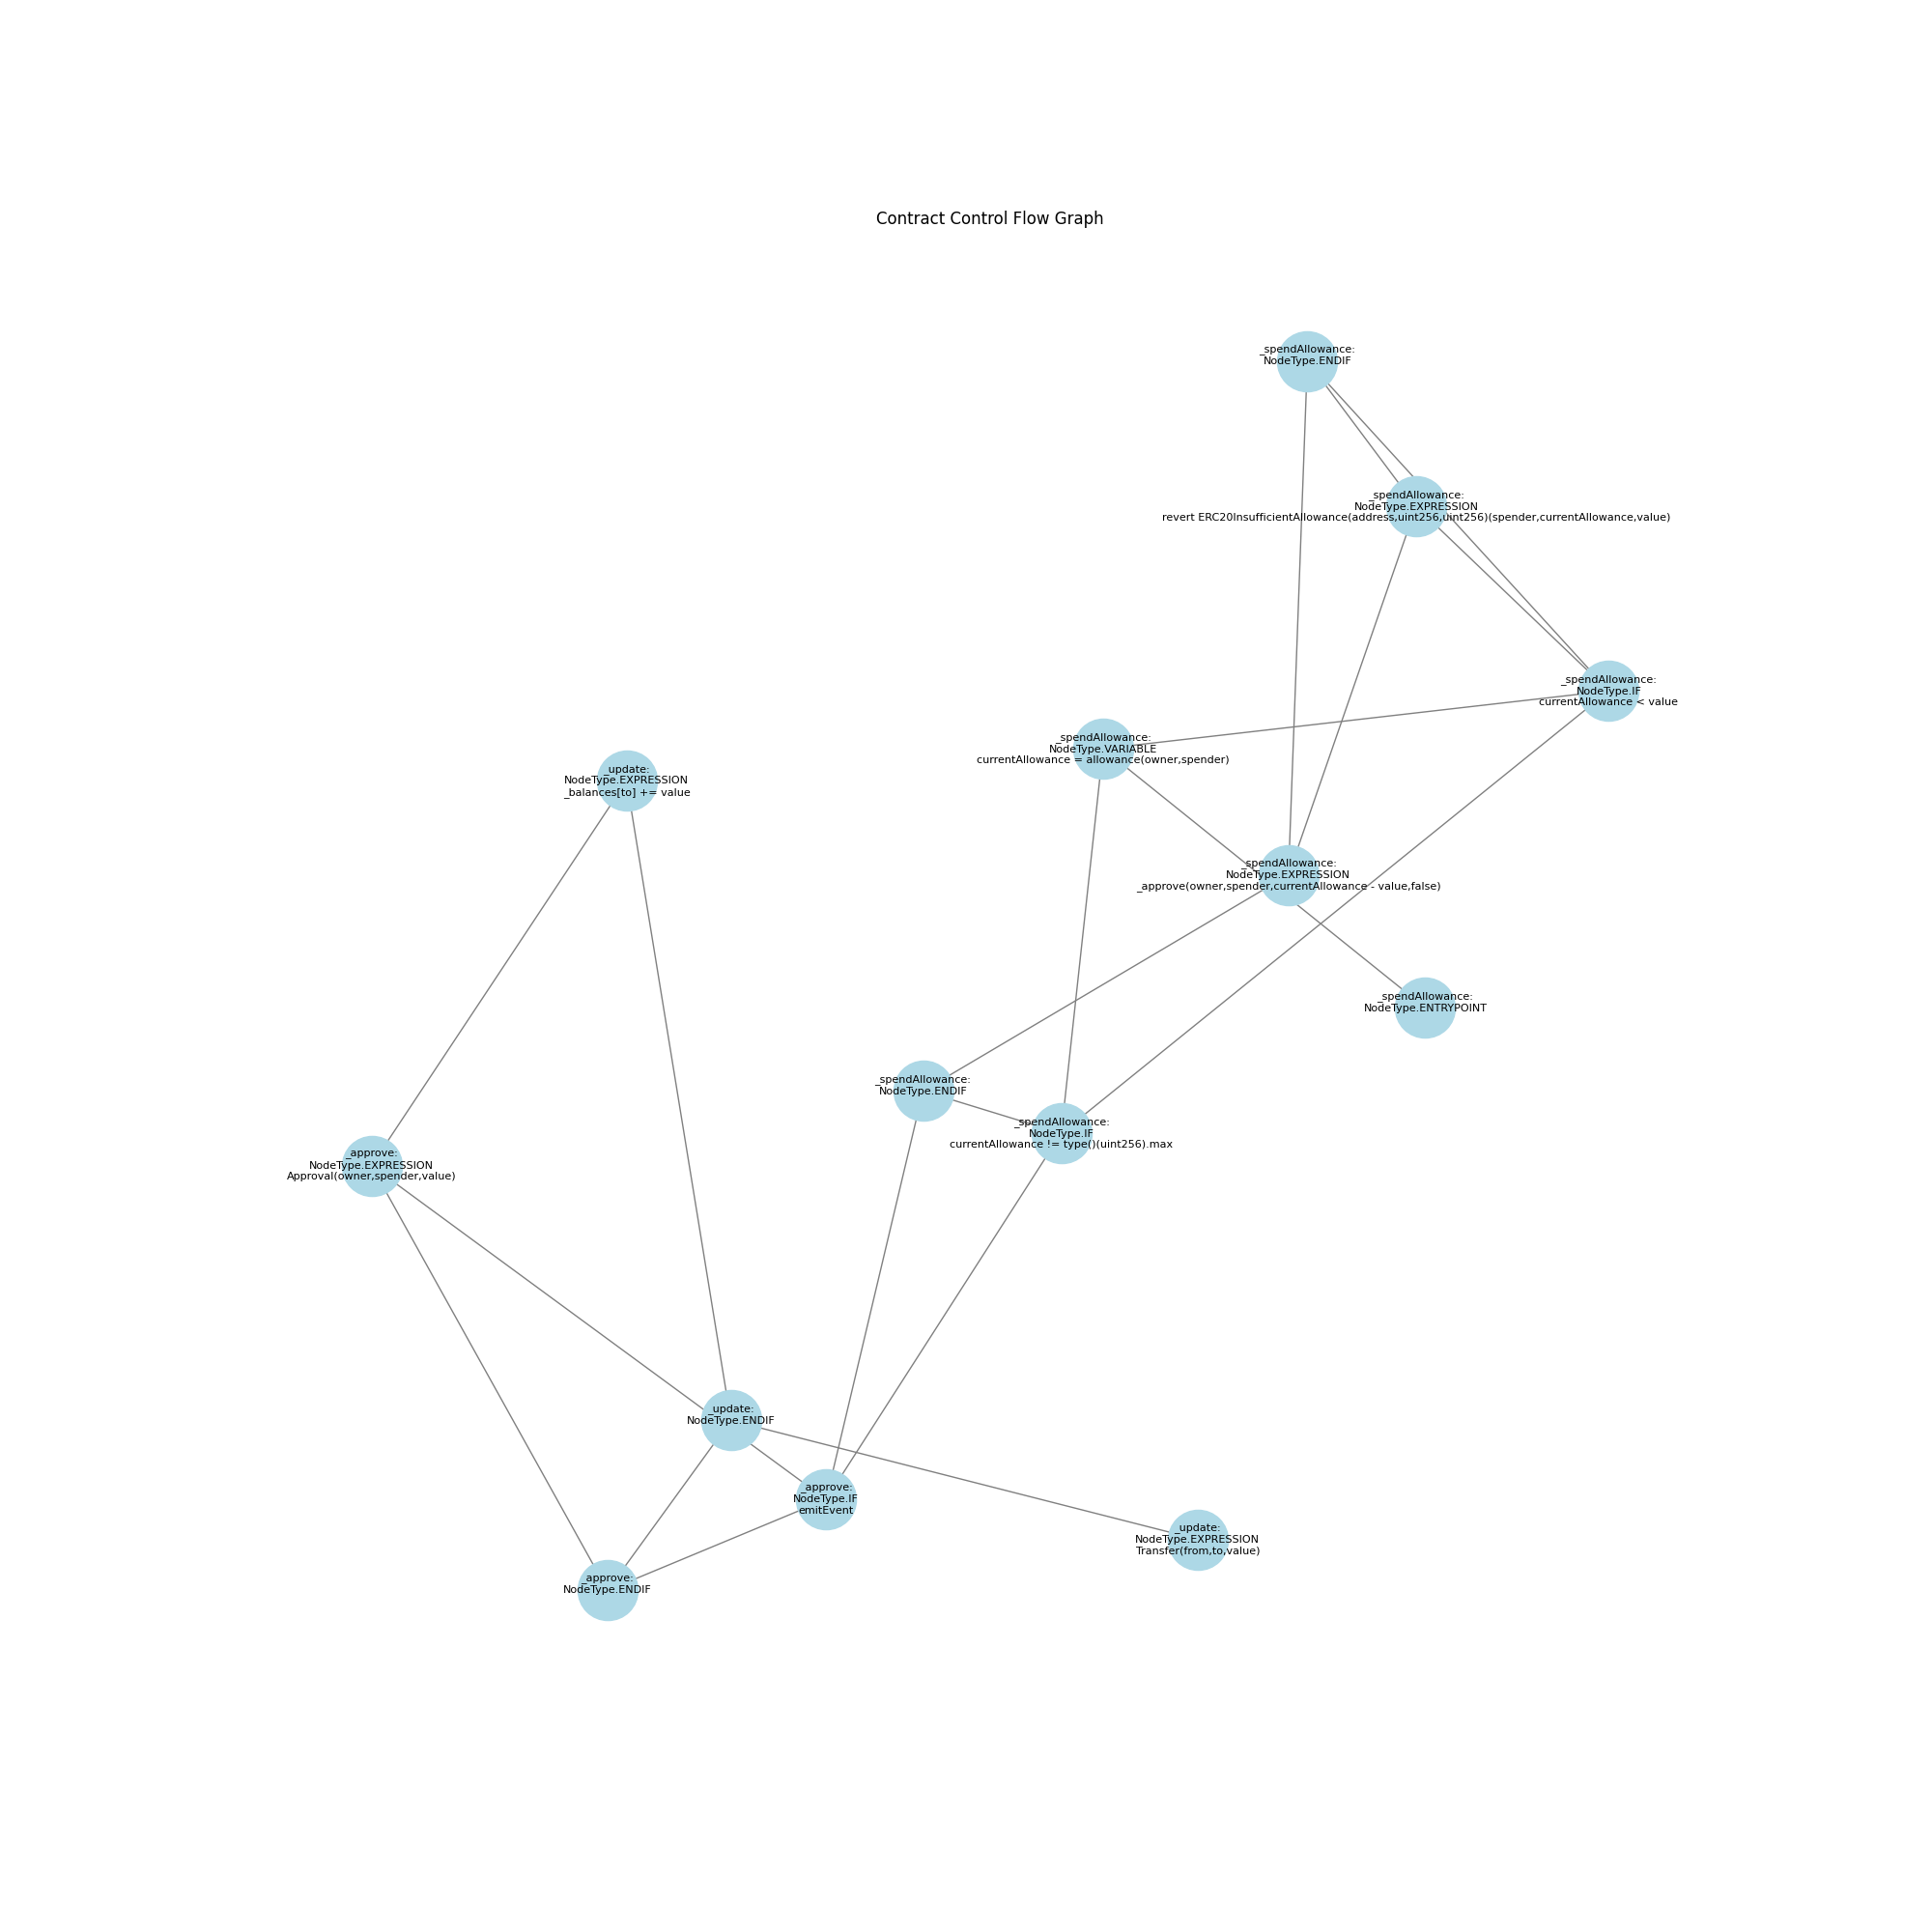 Contract Control Flow Graph
_spendAllowance:
NodeType.ENDIF
_spendAllowance:
NodeType.EXPRESSION
revert ERC20InsufficientAllowance(address,uint256,uint256)(spender,currentAllowance,value)
_spendAllowance:
NodeType.IF
currentAllowance < value
_spendAllowance:
NodeType.VARIABLE
currentAllowance = allowance(owner,spender)
_update:
NodeType.EXPRESSION
_balances[to] += value
_spendAllowance:
NodeType.EXPRESSION
_approve(owner,spender,currentAllowance - value,false)
_spendAllowance:
NodeType.ENTRYPOINT
_spendAllowance:
NodeType.ENDIF
_spendAllowance:
NodeType.IF
currentAllowance != type()(uint256).max
_approve:
NodeType.EXPRESSION
Approval(owner,spender,value)
_update:
NodeType.ENDIF
_approve:
NodeType.IF
emitEvent
_update:
NodeType.EXPRESSION
Transfer(from,to,value)
_approve:
NodeType.ENDIF